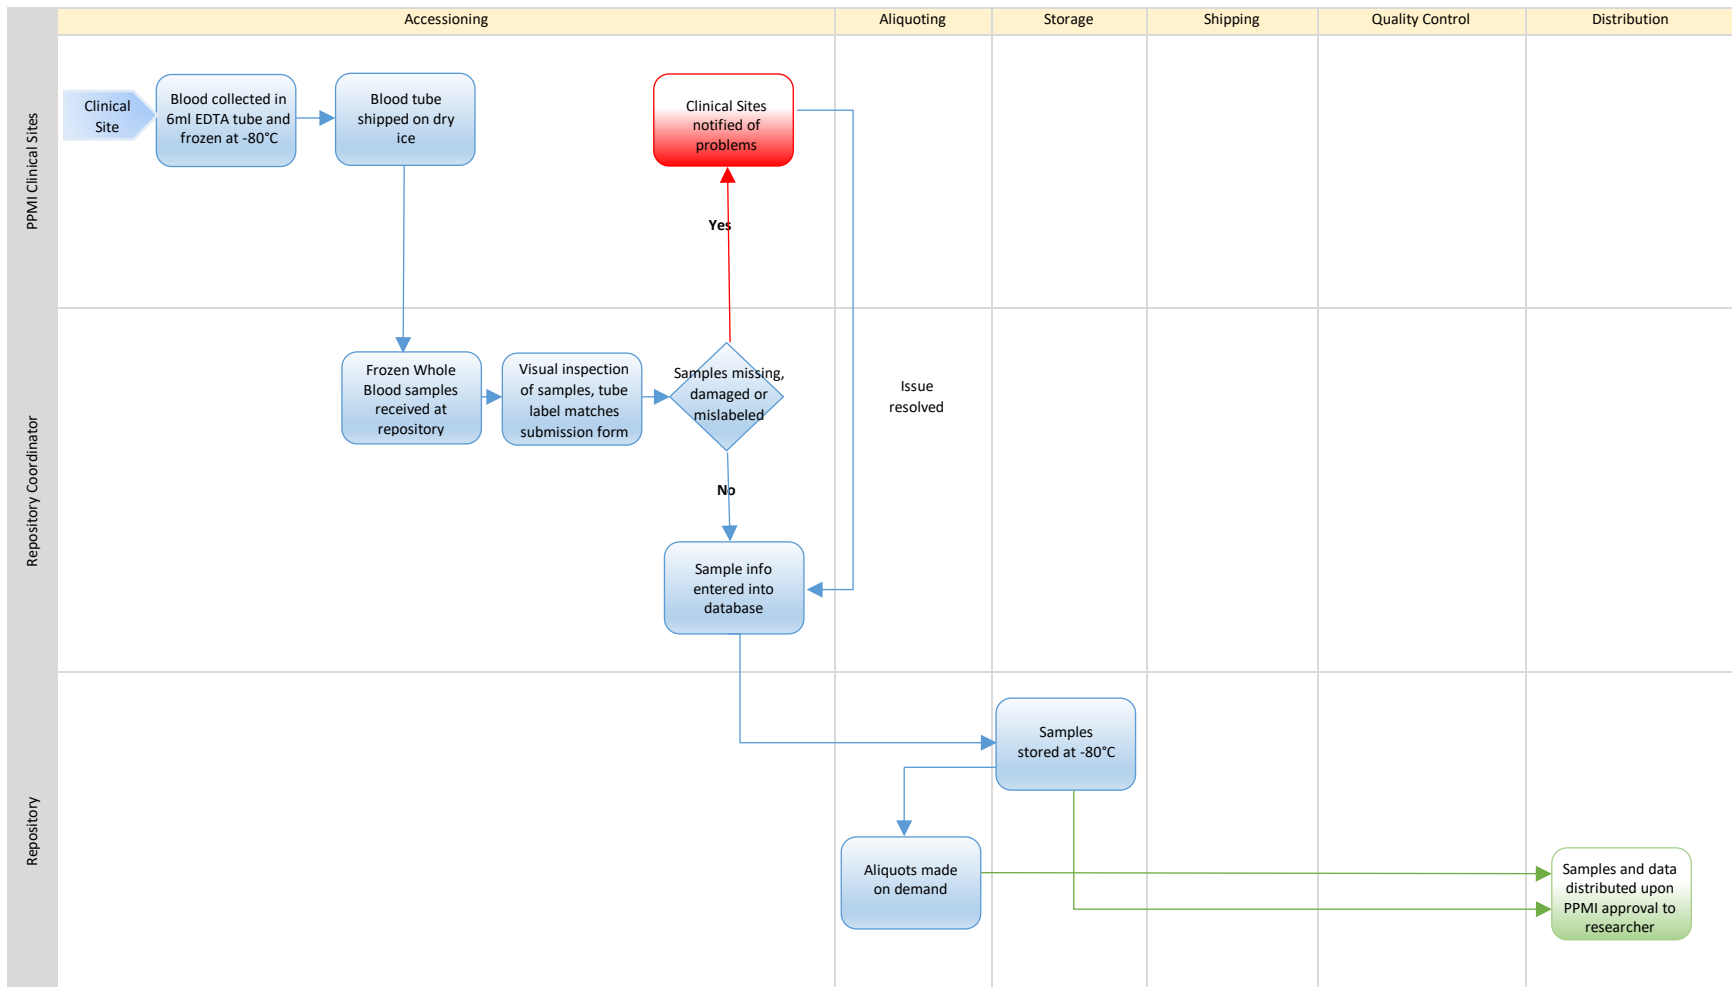 Accessioning
Aliquoting
Storage
Shipping
Quality Control
Distribution
PPMI Clinical Sites
Clinical
Site
Blood collected in
6ml EDTA tube and
frozen at -80°C
Blood tube
shipped on dry
ice
Clinical Sites
notified of
problems
Yes
Repository Coordinator
Frozen Whole
Blood samples
received at
repository
Visual inspection
of samples, tube
label matches
submission form
Samples missing,
damaged or
mislabeled
Issue
resolved
No
Sample info
entered into
database
Repository
Samples
stored at -80°C
Aliquots made
on demand
Samples and data
distributed upon
PPMI approval to
researcher